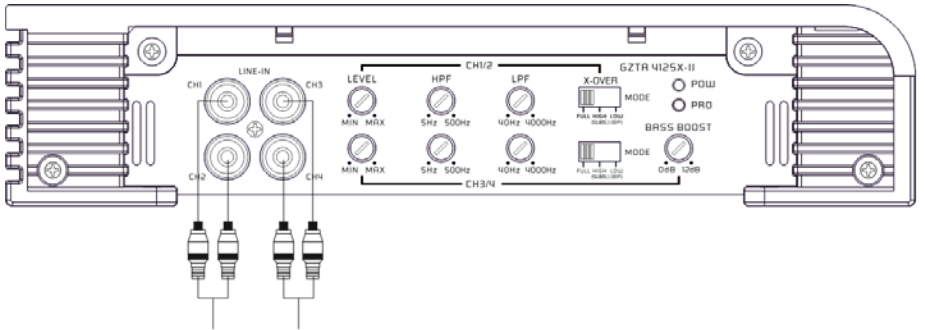 CH1/2
GZTA 4125X-II
LINE-IN
CH1
CH3
LEVEL
HPF
LPF
X-OVER
POW
MODE
PRO
MIN MAX
5Hz 500Hz
40Hz 4000Hz
FULL HIGH LOW
BASS BOOST
CH2
CH4
MODE
MIN MAX
5Hz 500Hz
40Hz 4000Hz
FULL HIGH LOW
0dB 12dB
CH3/4